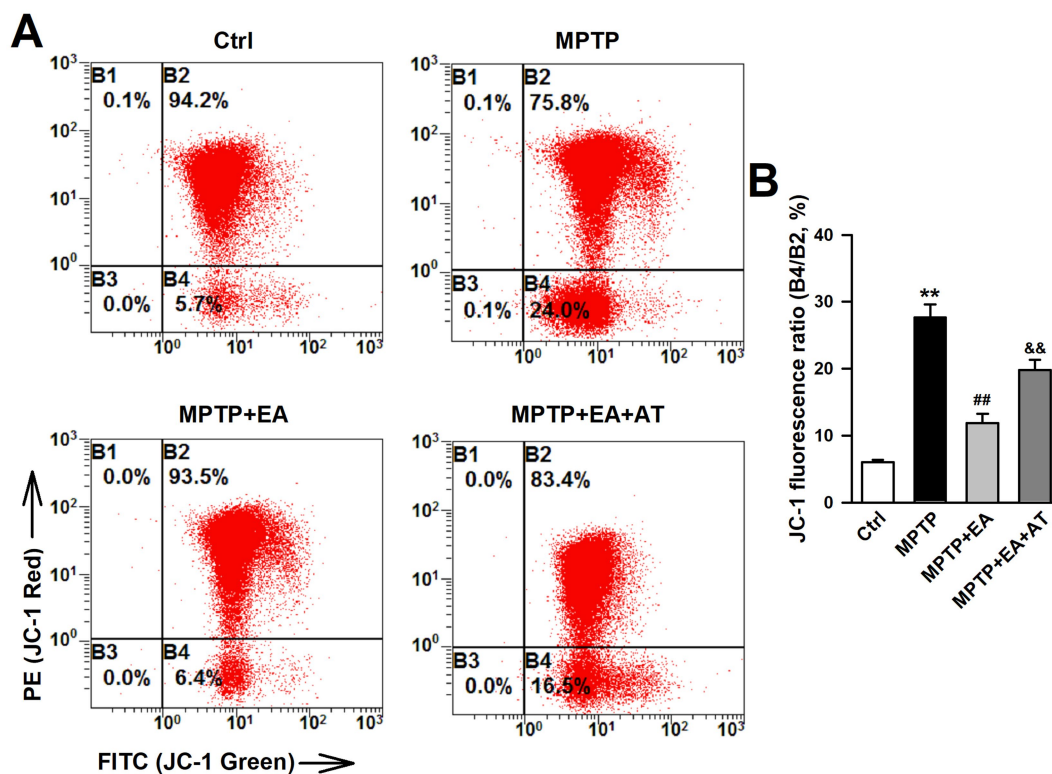 A
Ctrl
10³
10²
10¹
10⁰
B1
0.1%
B2
94.2%
B3
0.0%
B4
5.7%
10⁰ 10¹ 10² 10³
MPTP
10³
10²
10¹
10⁰
B1
0.1%
B2
75.8%
B3
0.1%
B4
24.0%
10⁰ 10¹ 10² 10³
MPTP+EA
10³
10²
10¹
10⁰
B1
0.0%
B2
93.5%
B3
0.0%
B4
6.4%
10⁰ 10¹ 10² 10³
MPTP+EA+AT
10³
10²
10¹
10⁰
B1
0.0%
B2
83.4%
B3
0.0%
B4
16.5%
10⁰ 10¹ 10² 10³
PE (JC-1 Red)
FITC (JC-1 Green)
B
JC-1 fluorescence ratio (B4/B2, %)
40
30
20
10
0
**
##
&&
Ctrl
MPTP
MPTP+EA
MPTP+EA+AT